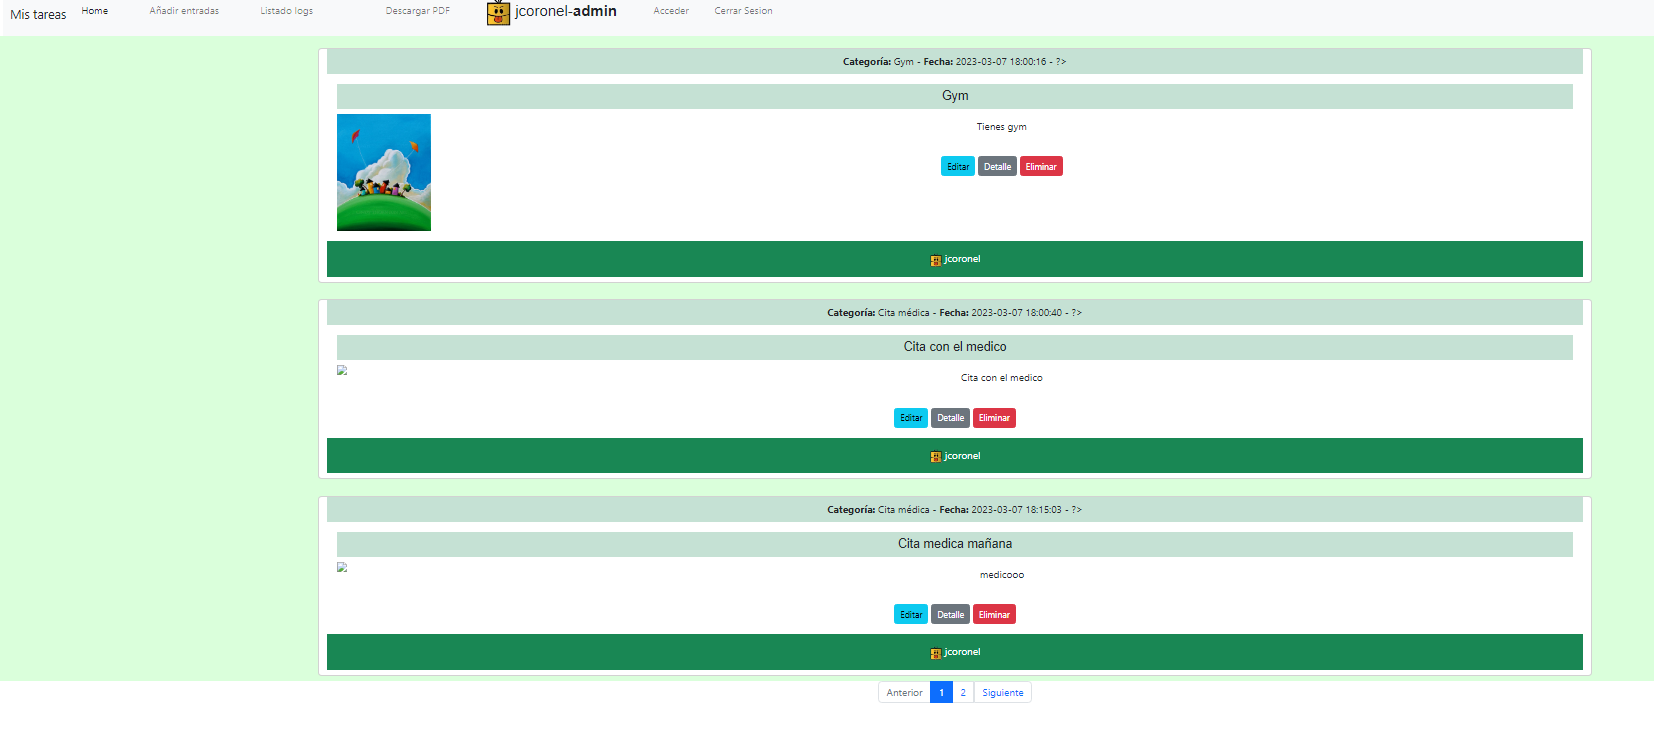 Mis tareas Home Añadir entradas Listado logs Descargar PDF jcoronel-admin Acceder Cerrar Sesion
Categoría: Gym - Fecha: 2023-03-07 18:00:16 - ?>
Gym
Tienes gym
Editar Detalle Eliminar
jcoronel
Categoría: Cita médica - Fecha: 2023-03-07 18:00:40 - ?>
Cita con el medico
Cita con el medico
Editar Detalle Eliminar
jcoronel
Categoría: Cita médica - Fecha: 2023-03-07 18:15:03 - ?>
Cita medica mañana
medicooo
Editar Detalle Eliminar
jcoronel
Anterior 1 2 Siguiente